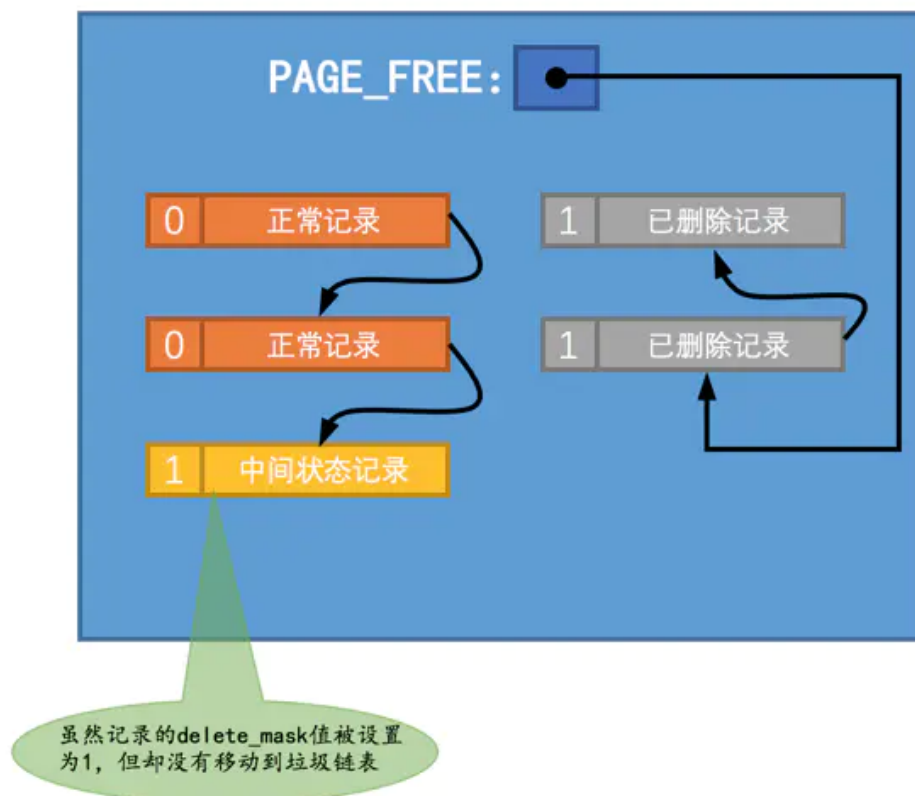 PAGE_FREE:
0 正常记录 1 已删除记录
0 正常记录 1 已删除记录
1 中间状态记录
虽然记录的delete_mask值被设置
为1，但却没有移动到垃圾链表